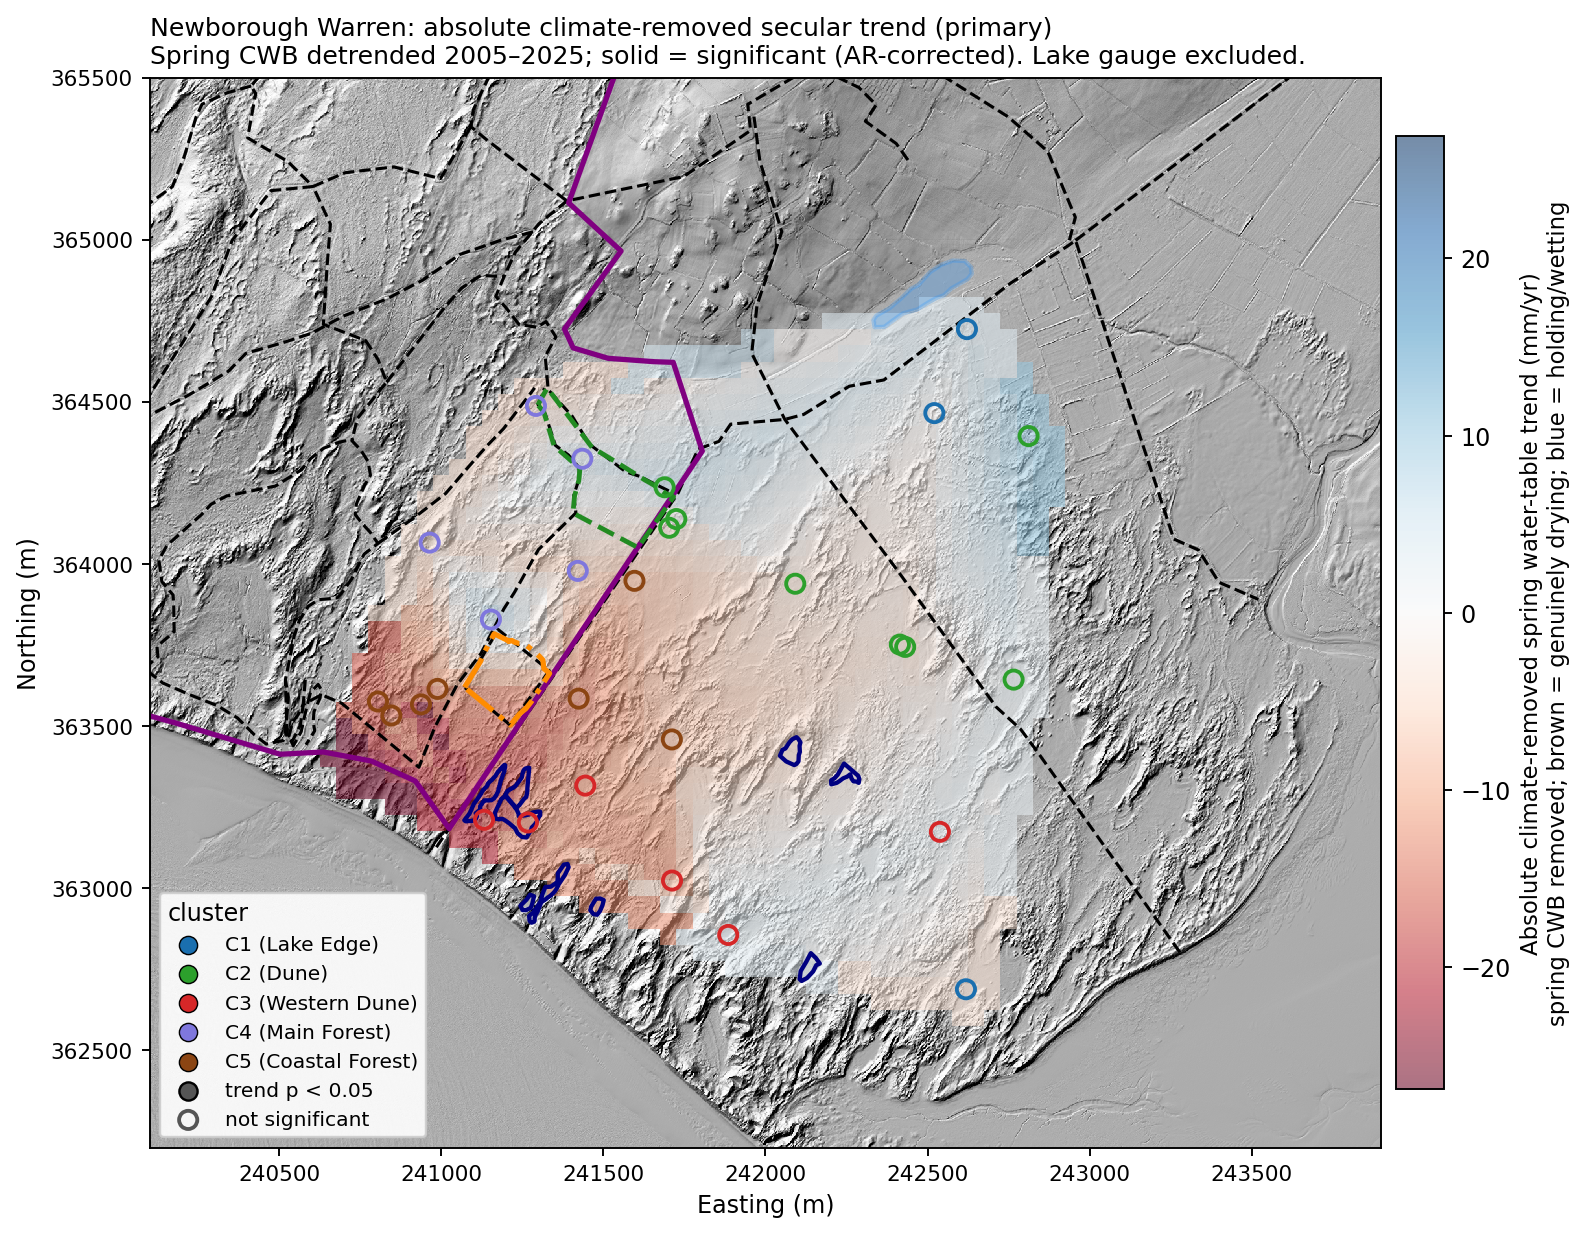 Newborough Warren: absolute climate-removed secular trend (primary)
Spring CWB detrended 2005–2025; solid = significant (AR-corrected). Lake gauge excluded.
365500
365000
364500
364000
363500
363000
362500
Northing (m)
240500
241000
241500
242000
242500
243000
243500
Easting (m)
cluster
C1 (Lake Edge)
C2 (Dune)
C3 (Western Dune)
C4 (Main Forest)
C5 (Coastal Forest)
trend p < 0.05
not significant
20
10
0
−10
−20
Absolute climate-removed spring water-table trend (mm/yr)
spring CWB removed; brown = genuinely drying; blue = holding/wetting